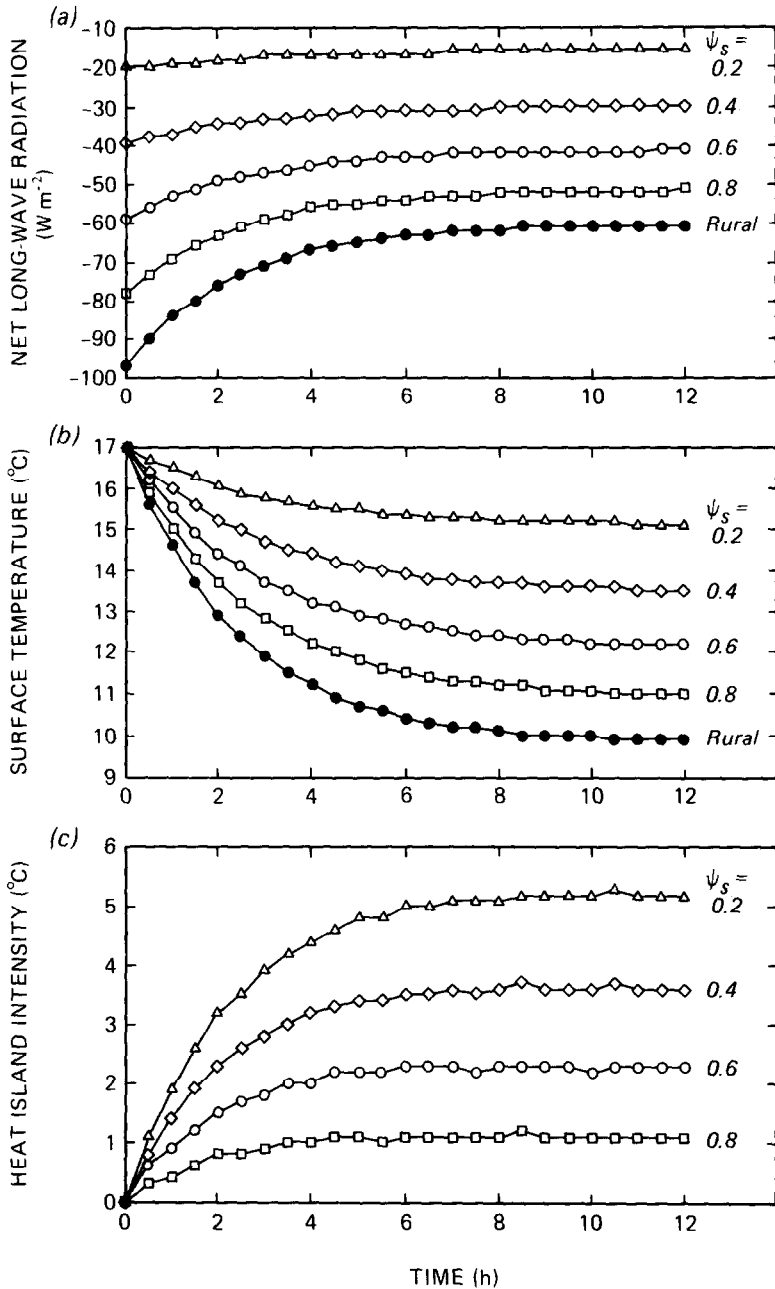 (a)
NET LONG-WAVE RADIATION
(W m⁻²)
-10
-20
-30
-40
-50
-60
-70
-80
-90
-100
ψs =
0.2
0.4
0.6
0.8
Rural
0 2 4 6 8 10 12
(b)
SURFACE TEMPERATURE (°C)
17
16
15
14
13
12
11
10
9
ψs =
0.2
0.4
0.6
0.8
Rural
0 2 4 6 8 10 12
(c)
HEAT ISLAND INTENSITY (°C)
6
5
4
3
2
1
0
ψs =
0.2
0.4
0.6
0.8
0 2 4 6 8 10 12
TIME (h)